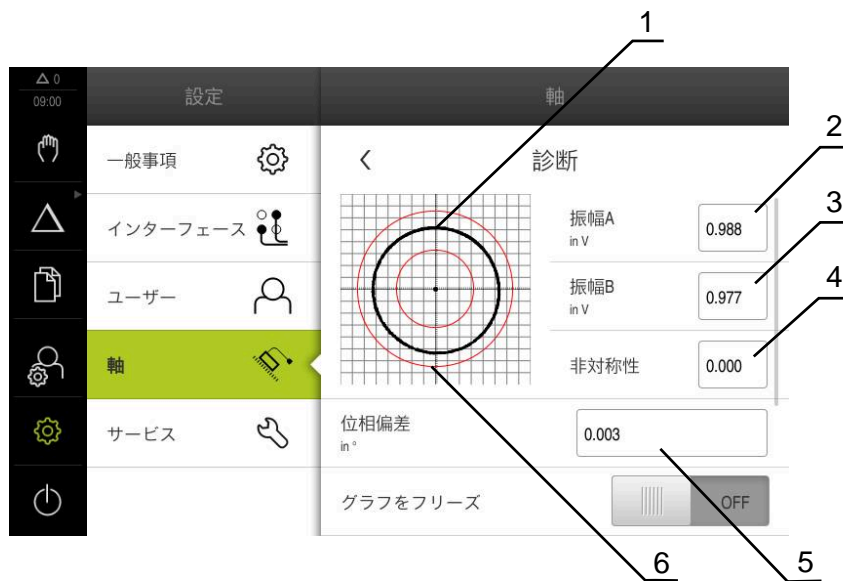 1
0
09:00
設定
軸
一般事項
インターフェース
ユーザー
軸
サービス
診断
振幅A
in V
0.988
2
振幅B
in V
0.977
3
非対称性
0.000
4
位相偏差
in °
0.003
グラフをフリーズ
OFF
6
5